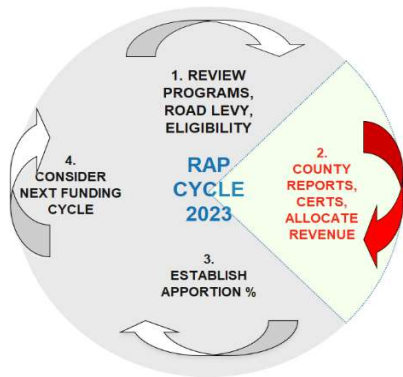 1. REVIEW
PROGRAMS,
ROAD LEVY,
ELIGIBILITY
2.
COUNTY
REPORTS,
CERTS,
ALLOCATE
REVENUE
3.
ESTABLISH
APPORTION %
4.
CONSIDER
NEXT FUNDING
CYCLE
RAP
CYCLE
2023